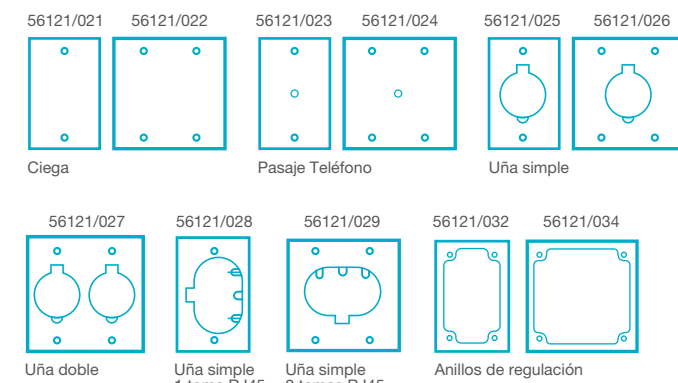 56121/021 56121/022 56121/023 56121/024 56121/025 56121/026
Ciega Pasaje Teléfono Uña simple
56121/027 56121/028 56121/029 56121/032 56121/034
Uña doble Uña simple Uña simple Anillos de regulación